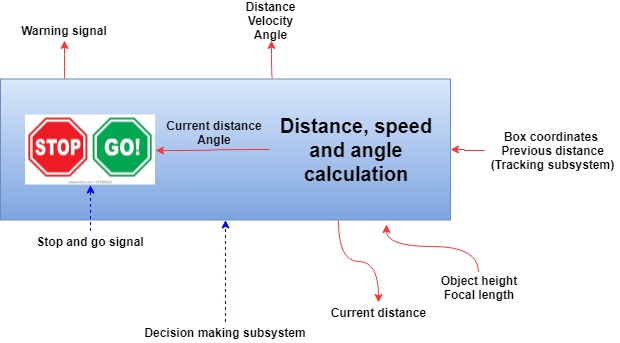 Distance
Velocity
Angle
Warning signal
STOP
GO!
Current distance
Angle
Distance, speed
and angle
calculation
Box coordinates
Previous distance
(Tracking subsystem)
Stop and go signal
Object height
Focal length
Current distance
Decision making subsystem